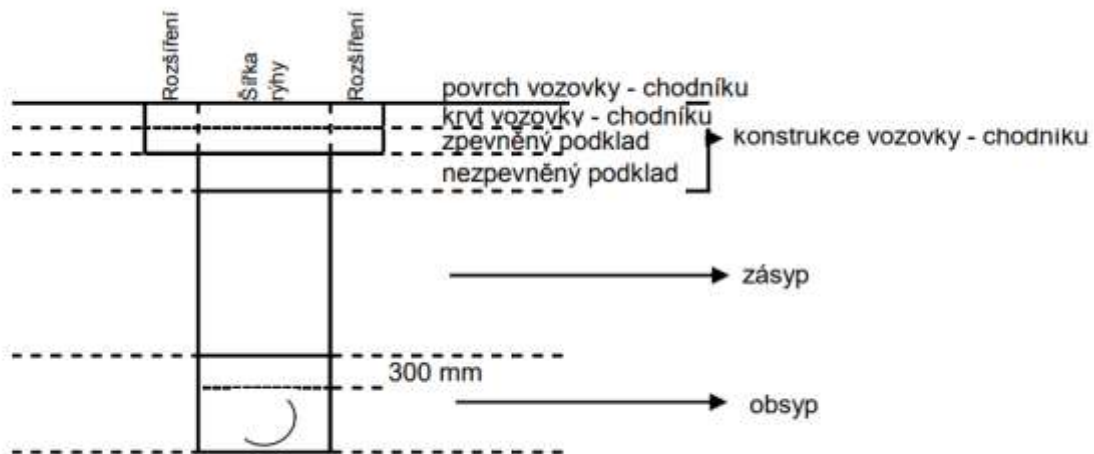 Rozšíření
Šířka
rýhy
Rozšíření
povrch vozovky - chodníku
kryt vozovky - chodníku
zpevněný podklad
konstrukce vozovky - chodníku
nezpevněný podklad
zásyp
300 mm
obsyp